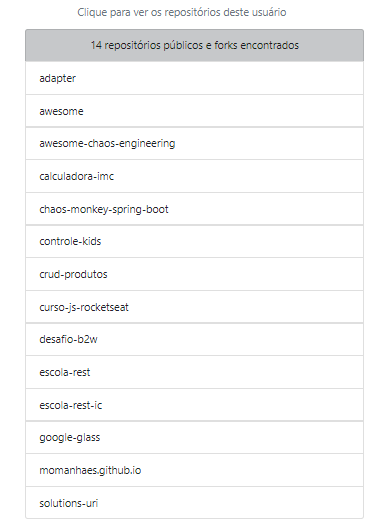 Clique para ver os repositórios deste usuário
14 repositórios públicos e forks encontrados
adapter
awesome
awesome-chaos-engineering
calculadora-imc
chaos-monkey-spring-boot
controle-kids
crud-produtos
curso-js-rocketseat
desafio-b2w
escola-rest
escola-rest-ic
google-glass
momanhaes.github.io
solutions-uri